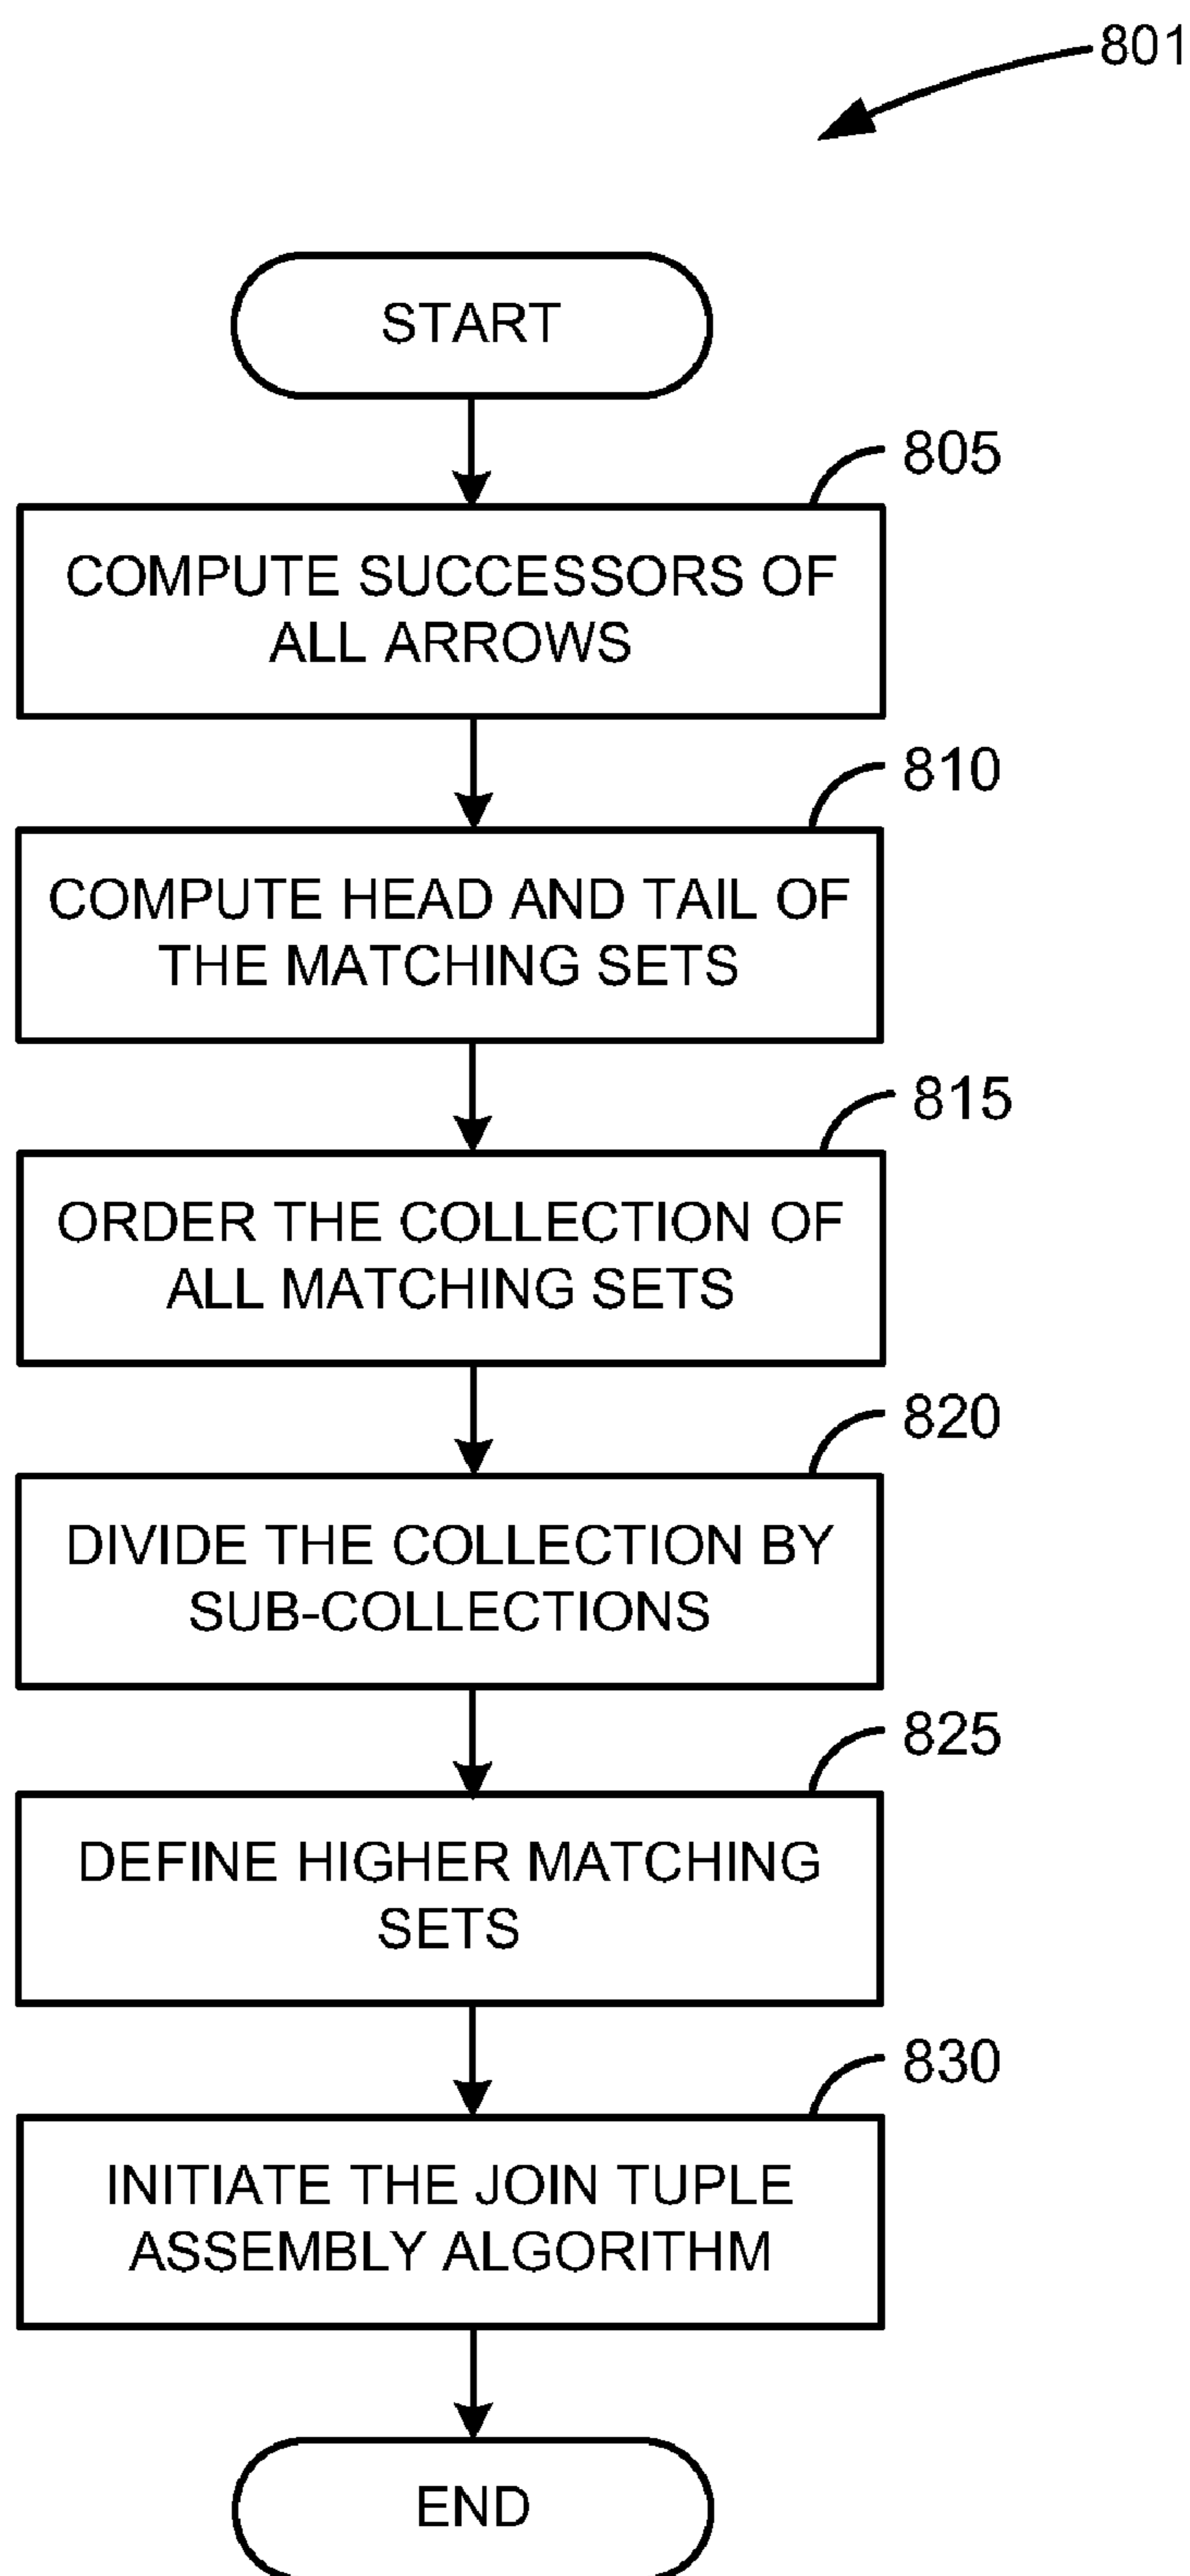 801
START
805
COMPUTE SUCCESSORS OF
ALL ARROWS
810
COMPUTE HEAD AND TAIL OF
THE MATCHING SETS
815
ORDER THE COLLECTION OF
ALL MATCHING SETS
820
DIVIDE THE COLLECTION BY
SUB-COLLECTIONS
825
DEFINE HIGHER MATCHING
SETS
830
INITIATE THE JOIN TUPLE
ASSEMBLY ALGORITHM
END